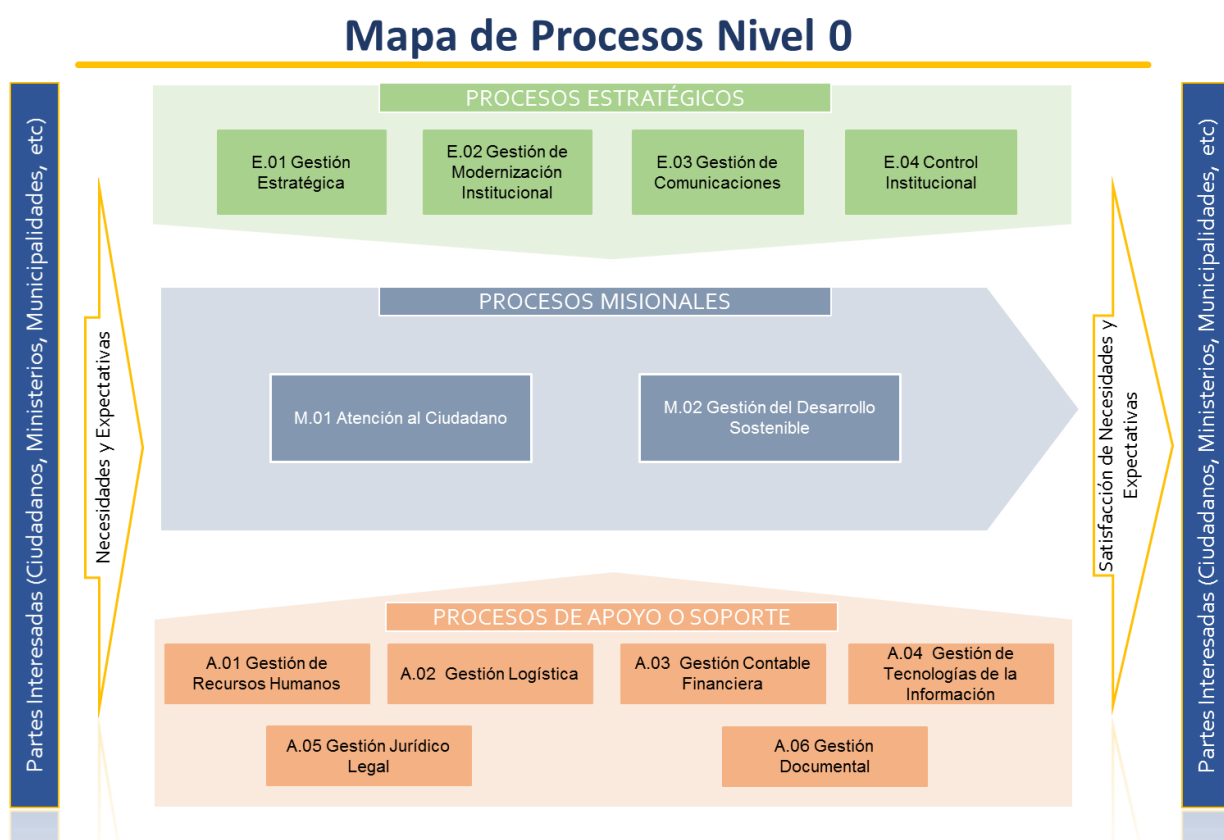 Mapa de Procesos Nivel 0
Partes Interesadas (Ciudadanos, Ministerios, Municipalidades, etc)
Necesidades y Expectativas
PROCESOS ESTRATÉGICOS
E.01 Gestión
Estratégica
E.02 Gestión de
Modernización
Institucional
E.03 Gestión de
Comunicaciones
E.04 Control
Institucional
PROCESOS MISIONALES
M.01 Atención al Ciudadano
M.02 Gestión del Desarrollo
Sostenible
PROCESOS DE APOYO O SOPORTE
A.01 Gestión de
Recursos Humanos
A.02 Gestión Logística
A.03 Gestión Contable
Financiera
A.04 Gestión de
Tecnologías de la
Información
A.05 Gestión Jurídico
Legal
A.06 Gestión
Documental
Satisfacción de Necesidades y
Expectativas
Partes Interesadas (Ciudadanos, Ministerios, Municipalidades, etc)